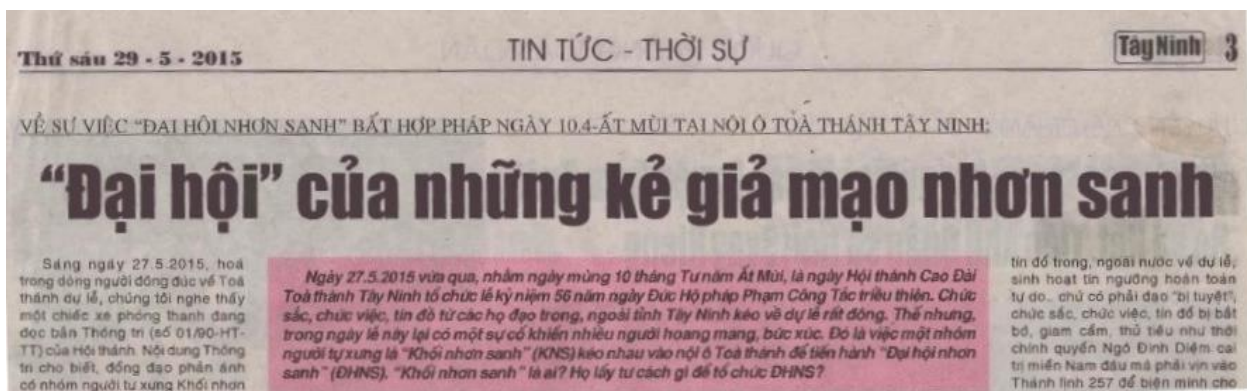 Thứ sáu 29 - 5 - 2015
TIN TỨC - THỜI SỰ
Tây Ninh 3
VỀ SỰ VIỆC “ĐẠI HỘI NHƠN SANH” BẤT HỢP PHÁP NGÀY 10.4-ẤT MÙI TẠI NỘI Ô TOÀ THÁNH TÂY NINH:
“Đại hội” của những kẻ giả mạo nhơn sanh
Sáng ngày 27.5.2015, hoà
trong dòng người đông đúc về Toà
thánh dự lễ, chúng tôi nghe thấy
một chiếc xe phóng thanh đang
đọc bản Thông tri (số 01/90-HT-
TT) của Hội thánh. Nội dung Thông
tri cho biết, đồng đạo phản ánh
có nhóm người tự xưng Khối nhơn
Ngày 27.5.2015 vừa qua, nhằm ngày mùng 10 tháng Tư năm Ất Mùi, là ngày Hội thánh Cao Đài
Toà thánh Tây Ninh tổ chức lễ kỷ niệm 56 năm ngày Đức Hộ pháp Phạm Công Tắc triều thiên. Chức
sắc, chức việc, tín đồ từ các họ đạo trong, ngoài tỉnh Tây Ninh kéo về dự lễ rất đông. Thế nhưng,
trong ngày lễ này lại có một sự cố khiến nhiều người hoang mang, bức xúc. Đó là việc một nhóm
người tự xưng là “Khối nhơn sanh” (KNS) kéo nhau vào nội ô Toà thánh để tiến hành “Đại hội nhơn
sanh” (ĐHNS). “Khối nhơn sanh” là ai? Họ lấy tư cách gì để tổ chức ĐHNS?
tín đồ trong, ngoài nước về dự lễ,
sinh hoạt tín ngưỡng hoàn toàn
tự do.. chứ có phải đạo “bị tuyệt”,
chức sắc, chức việc, tín đồ bị bắt
bớ, giam cầm, thủ tiêu như thời
chính quyền Ngô Đình Diệm cai
trị miền Nam đâu mà phải vin vào
Thánh lịnh 257 để biện minh cho